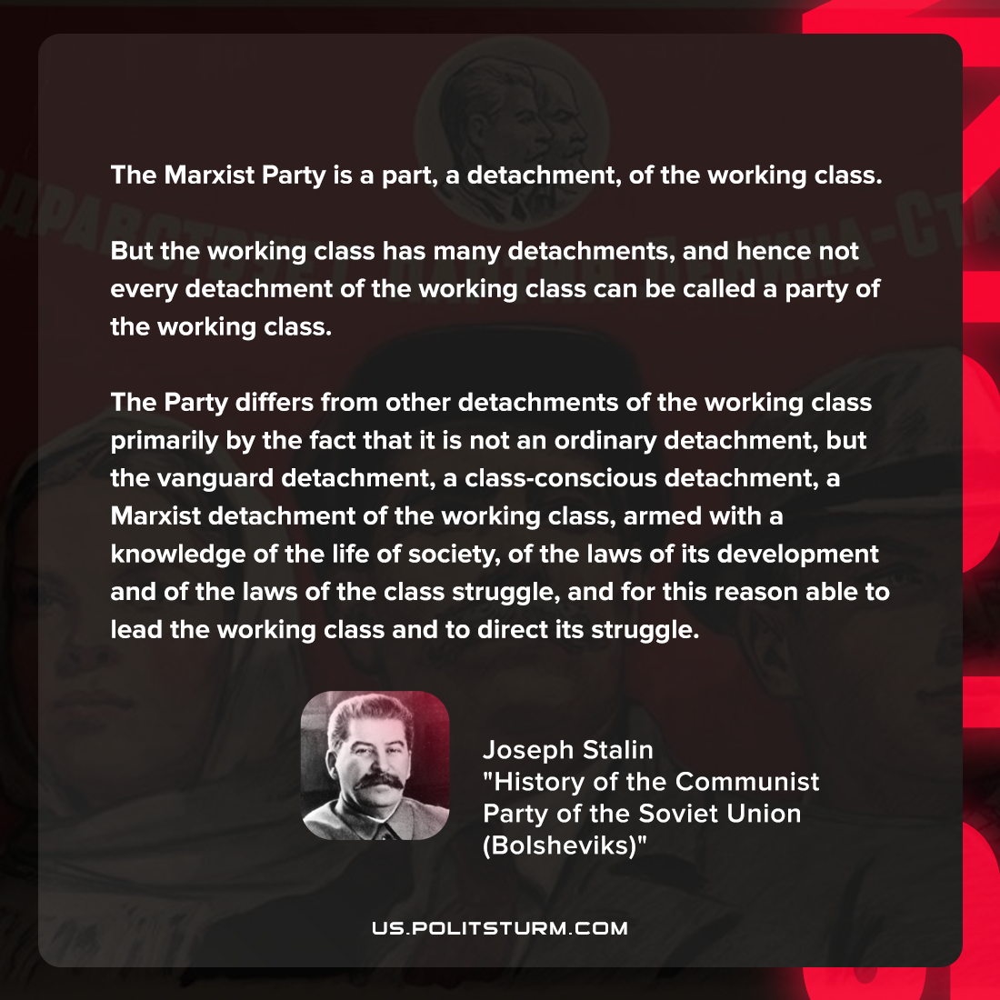 The Marxist Party is a part, a detachment, of the working class.
But the working class has many detachments, and hence not
every detachment of the working class can be called a party of
the working class.
The Party differs from other detachments of the working class
primarily by the fact that it is not an ordinary detachment, but
the vanguard detachment, a class-conscious detachment, a
Marxist detachment of the working class, armed with a
knowledge of the life of society, of the laws of its development
and of the laws of the class struggle, and for this reason able to
lead the working class and to direct its struggle.
Joseph Stalin
"History of the Communist
Party of the Soviet Union
(Bolsheviks)"
US.POLITSTURM.COM